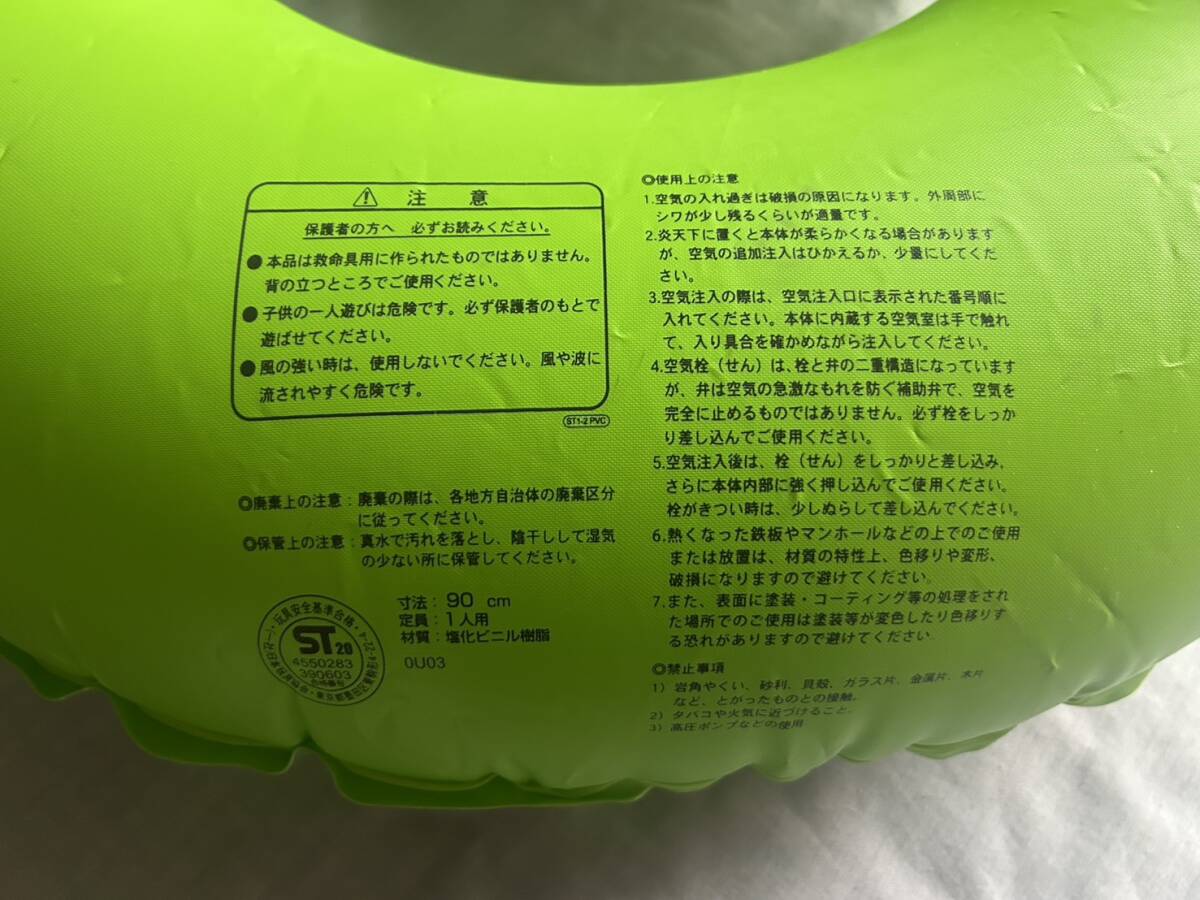 ⚠ 注 意
保護者の方へ 必ずお読みください。
●本品は救命具用に作られたものではありません。
背の立つところでご使用ください。
●子供の一人遊びは危険です。必ず保護者のもとで
遊ばせてください。
●風の強い時は、使用しないでください。風や波に
流されやすく危険です。
ST1-2 PVC
◎廃棄上の注意:廃棄の際は、各地方自治体の廃棄区分
に従ってください。
◎保管上の注意:真水で汚れを落とし、陰干しして湿気
の少ない所に保管してください。
玩具安全基準合格
ST20
4550283
390603
合格番号
寸法:90 cm
定員:1人用
材質:塩化ビニル樹脂
0U03
◎使用上の注意
1.空気の入れ過ぎは破損の原因になります。外周部に
シワが少し残るくらいが適量です。
2.炎天下に置くと本体が柔らかくなる場合があります
が、空気の追加注入はひかえるか、少量にしてくだ
さい。
3.空気注入の際は、空気注入口に表示された番号順に
入れてください。本体に内蔵する空気室は手で触れ
て、入り具合を確かめながら注入してください。
4.空気栓(せん)は、栓と弁の二重構造になっています
が、弁は空気の急激なもれを防ぐ補助弁で、空気を
完全に止めるものではありません。必ず栓をしっか
り差し込んでご使用ください。
5.空気注入後は、栓(せん)をしっかりと差し込み、
さらに本体内部に強く押し込んでご使用ください。
栓がきつい時は、少しぬらして差し込んでください。
6.熱くなった鉄板やマンホールなどの上でのご使用
または放置は、材質の特性上、色移りや変形、
破損になりますので避けてください。
7.また、表面に塗装・コーティング等の処理をされ
た場所でのご使用は塗装等が変色したり色移りす
る恐れがありますので避けてください。
◎禁止事項
1)岩角やくい、砂利、貝殻、ガラス片、金属片、木片
など、とがったものとの接触。
2)タバコや火気に近づけること。
3)高圧ポンプなどの使用